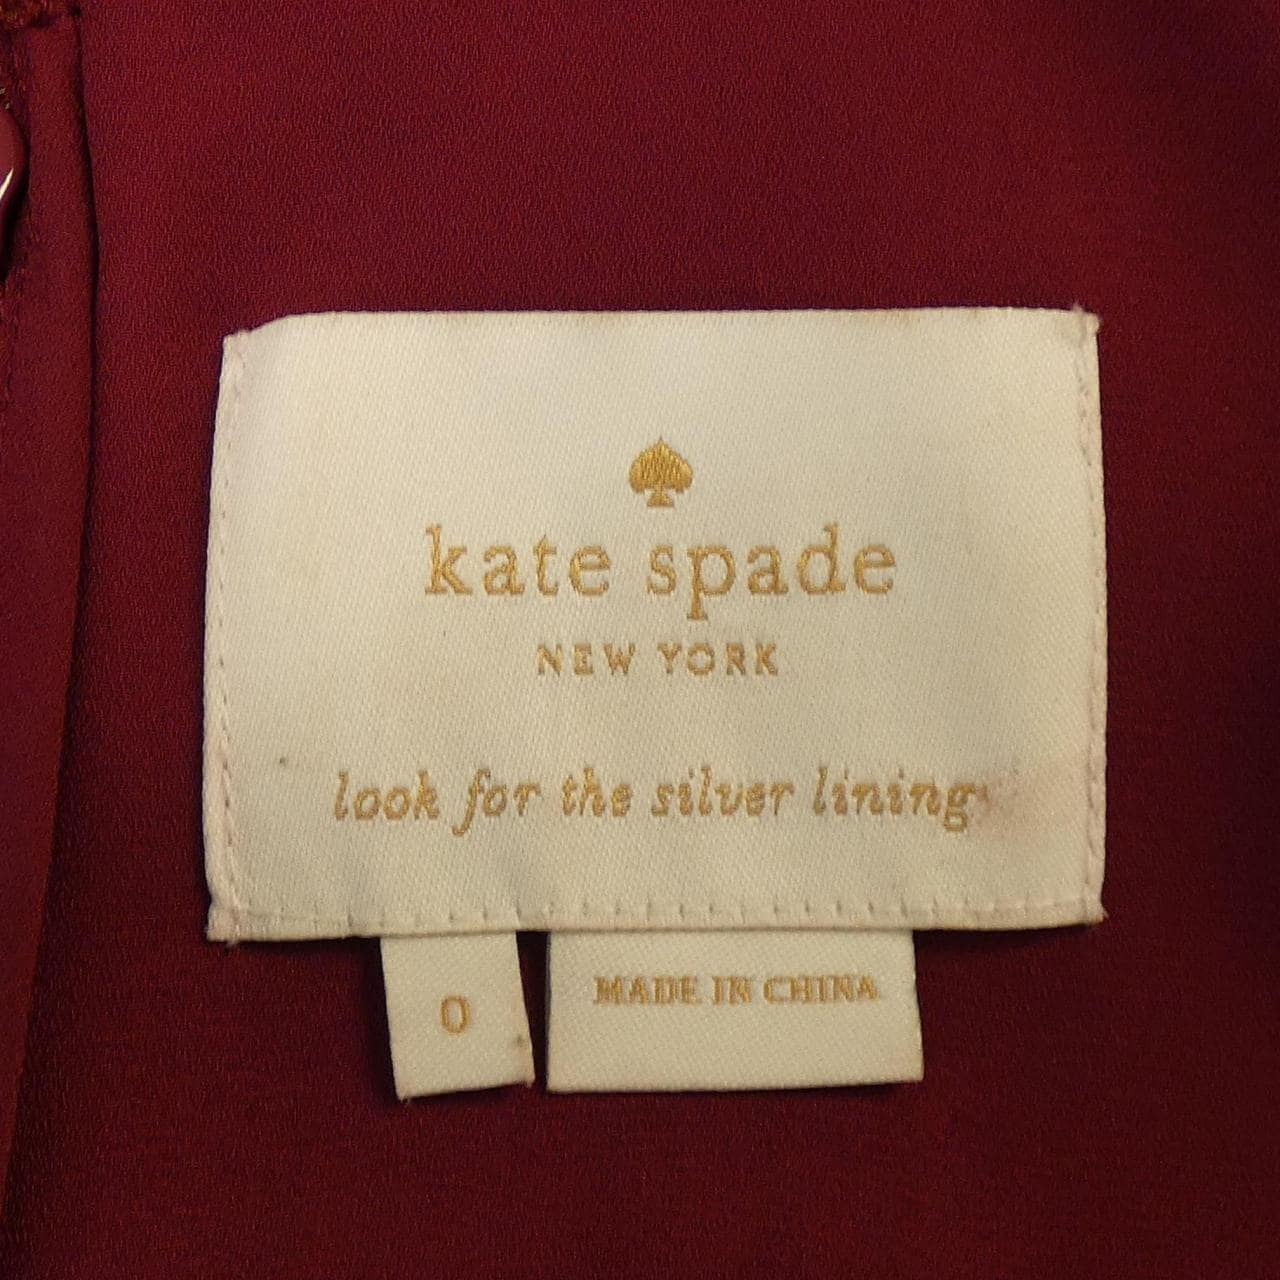 kate spade
NEW YORK
look for the silver lining
0
MADE IN CHINA